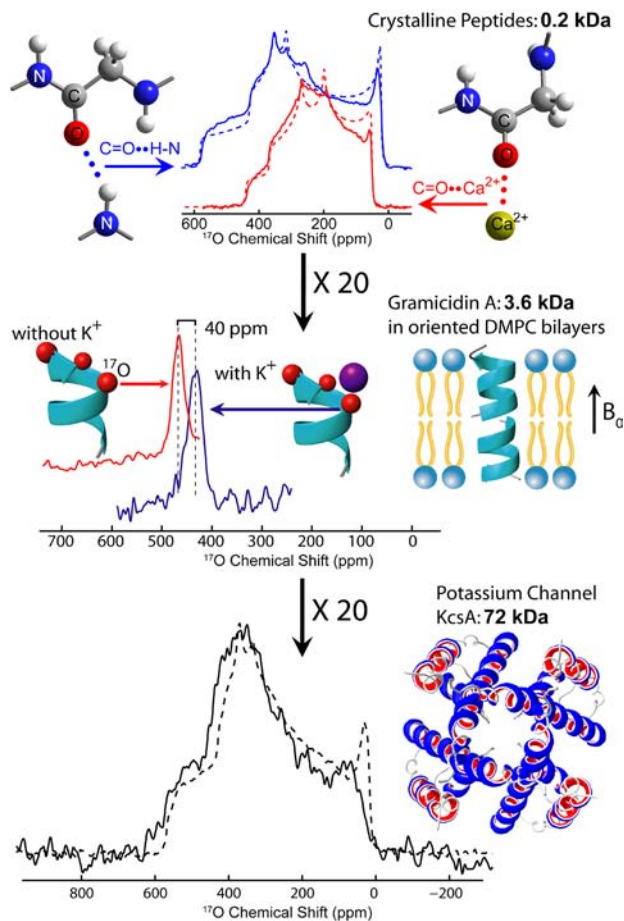 Crystalline Peptides: 0.2 kDa
N
H
C
N
O
H
C=O••H-N
H
N
N
H
C
H
N
O
C=O••Ca²⁺
Ca²⁺
600 400 200 0
¹⁷O Chemical Shift (ppm)
X 20
Gramicidin A: 3.6 kDa
in oriented DMPC bilayers
without K⁺
40 ppm
¹⁷O
with K⁺
B₀
700 600 500 400 300 200 100 0
¹⁷O Chemical Shift (ppm)
X 20
Potassium Channel
KcsA: 72 kDa
800 600 400 200 0 −200
¹⁷O Chemical Shift (ppm)